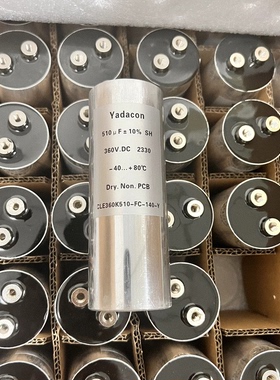 Yadacon
510μF±10% SH
360V.DC 2330
-40...+80℃
Dry. Non. PCB
CLE360K510-FC-140-Y